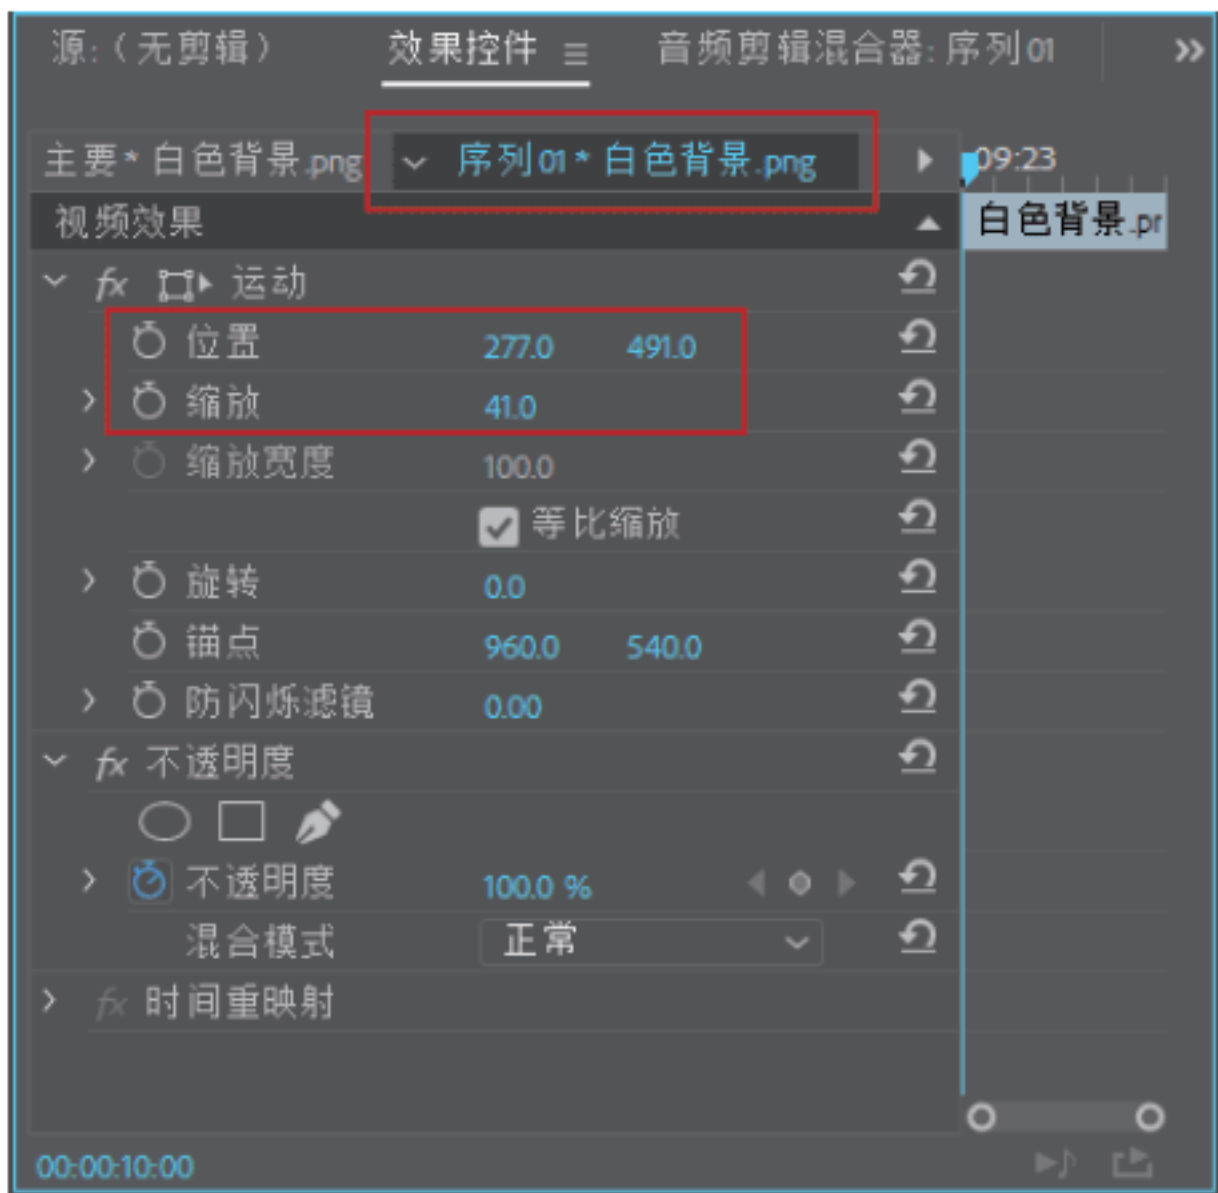 源:（无剪辑） 效果控件 音频剪辑混合器: 序列 01
主要 * 白色背景.png 序列 01 * 白色背景.png 09:23
视频效果 白色背景.pr
fx 运动
位置 277.0 491.0
缩放 41.0
缩放宽度 100.0
等比缩放
旋转 0.0
锚点 960.0 540.0
防闪烁滤镜 0.00
fx 不透明度
不透明度 100.0 %
混合模式 正常
fx 时间重映射
00:00:10:00